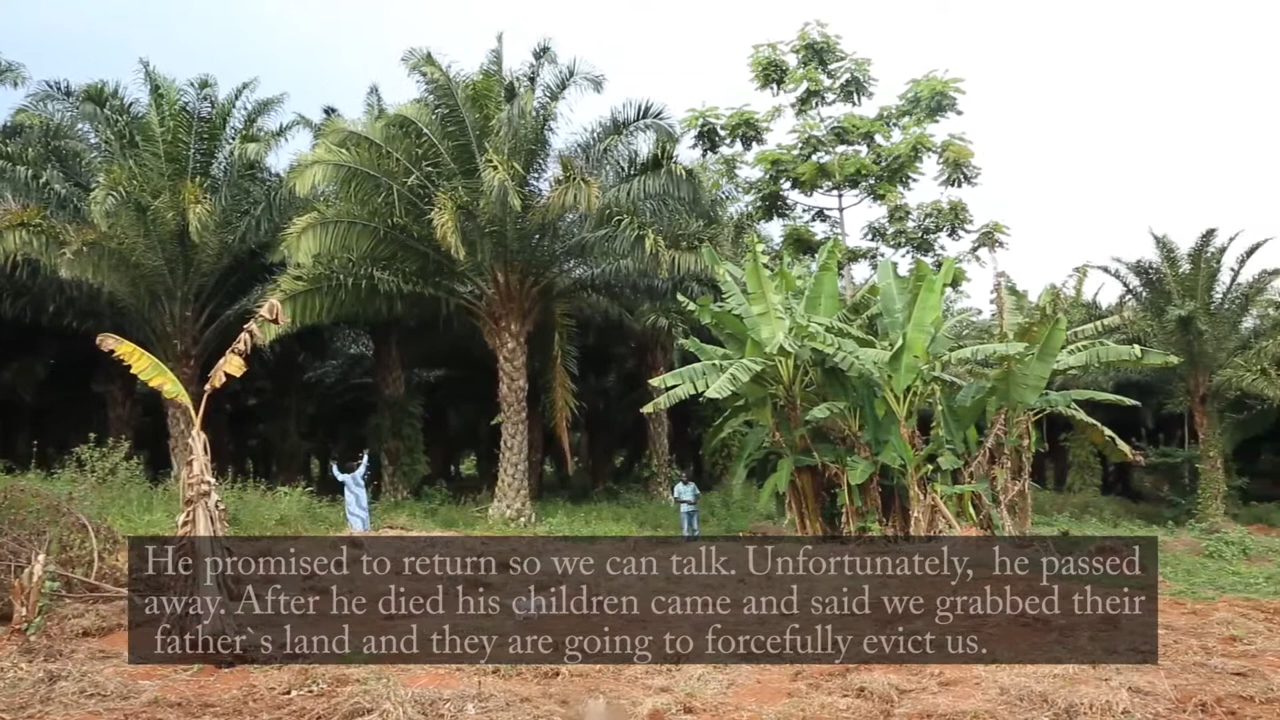 He promised to return so we can talk. Unfortunately,  he passed
away. After he died his children came and said we grabbed their
father`s land and they are going to forcefully evict us.